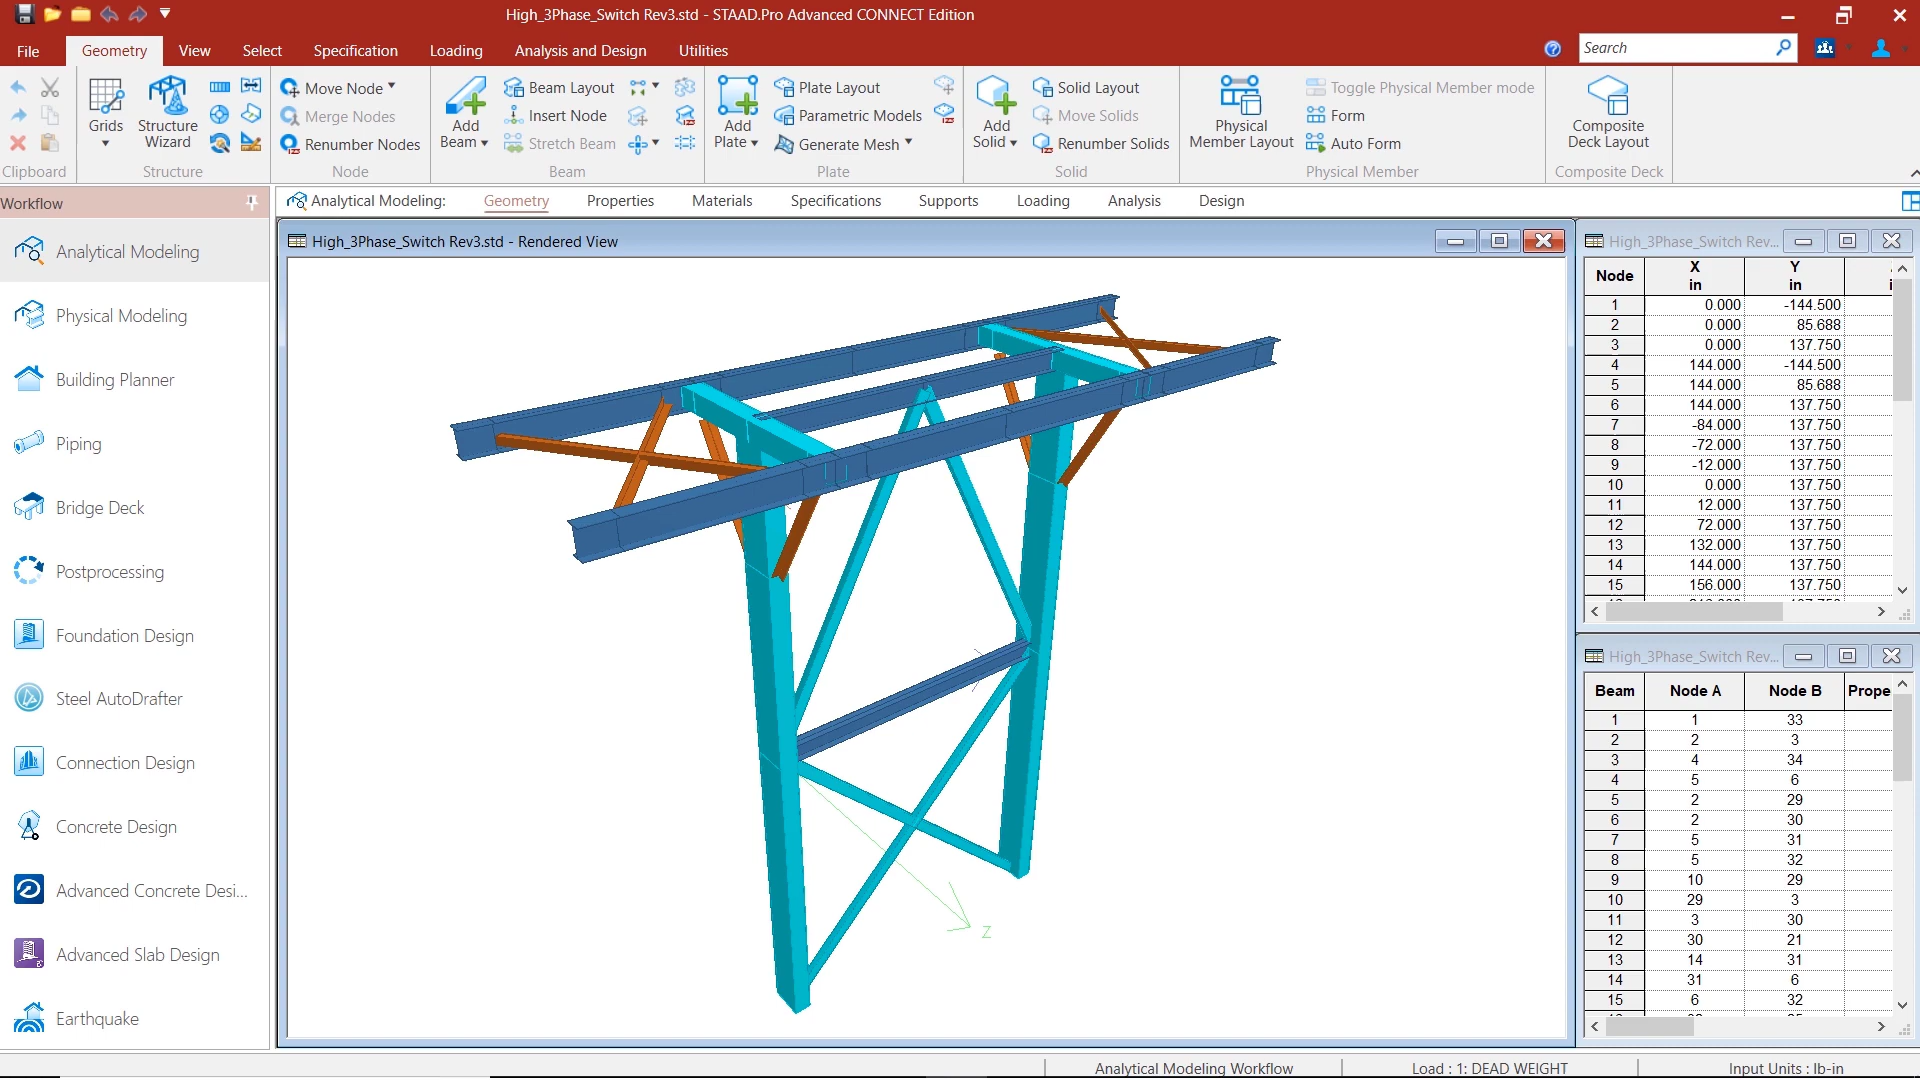 High_3Phase_Switch Rev3.std - STAAD.Pro Advanced CONNECT Edition
File Geometry View Select Specification Loading Analysis and Design Utilities
Search
Grids
Structure Wizard
Move Node
Merge Nodes
Renumber Nodes
Add Beam
Beam Layout
Insert Node
Stretch Beam
Add Plate
Plate Layout
Parametric Models
Generate Mesh
Add Solid
Solid Layout
Move Solids
Renumber Solids
Physical Member Layout
Toggle Physical Member mode
Form
Auto Form
Composite Deck Layout
Clipboard Structure Node Beam Plate Solid Physical Member Composite Deck
Workflow
Analytical Modeling: Geometry Properties Materials Specifications Supports Loading Analysis Design
Analytical Modeling
Physical Modeling
Building Planner
Piping
Bridge Deck
Postprocessing
Foundation Design
Steel AutoDrafter
Connection Design
Concrete Design
Advanced Concrete Desi...
Advanced Slab Design
Earthquake
High_3Phase_Switch Rev3.std - Rendered View
Z
High_3Phase_Switch Rev...
Node X in Y in
1 0.000 -144.500
2 0.000 85.688
3 0.000 137.750
4 144.000 -144.500
5 144.000 85.688
6 144.000 137.750
7 -84.000 137.750
8 -72.000 137.750
9 -12.000 137.750
10 0.000 137.750
11 12.000 137.750
12 72.000 137.750
13 132.000 137.750
14 144.000 137.750
15 156.000 137.750
High_3Phase_Switch Rev...
Beam Node A Node B Prope
1 1 33
2 2 3
3 4 34
4 5 6
5 2 29
6 2 30
7 5 31
8 5 32
9 10 29
10 29 3
11 3 30
12 30 21
13 14 31
14 31 6
15 6 32
Analytical Modeling Workflow Load : 1: DEAD WEIGHT Input Units : lb-in